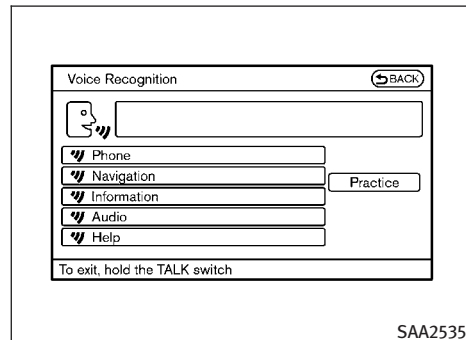 Voice Recognition
BACK
Phone
Navigation
Practice
Information
Audio
Help
To exit, hold the TALK switch
SAA2535